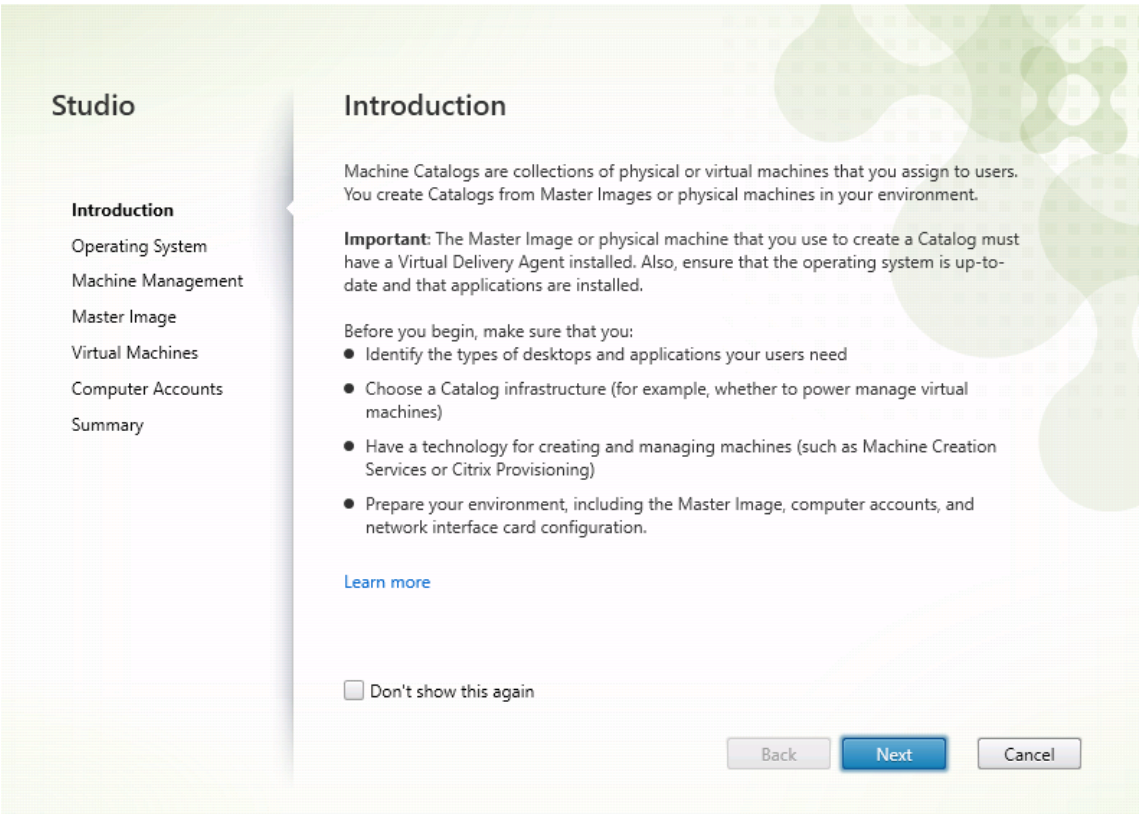 Studio
Introduction
Operating System
Machine Management
Master Image
Virtual Machines
Computer Accounts
Summary
Introduction
Machine Catalogs are collections of physical or virtual machines that you assign to users.
You create Catalogs from Master Images or physical machines in your environment.
Important: The Master Image or physical machine that you use to create a Catalog must
have a Virtual Delivery Agent installed. Also, ensure that the operating system is up-to-
date and that applications are installed.
Before you begin, make sure that you:
● Identify the types of desktops and applications your users need
● Choose a Catalog infrastructure (for example, whether to power manage virtual
machines)
● Have a technology for creating and managing machines (such as Machine Creation
Services or Citrix Provisioning)
● Prepare your environment, including the Master Image, computer accounts, and
network interface card configuration.
Learn more
Don't show this again
Back Next Cancel